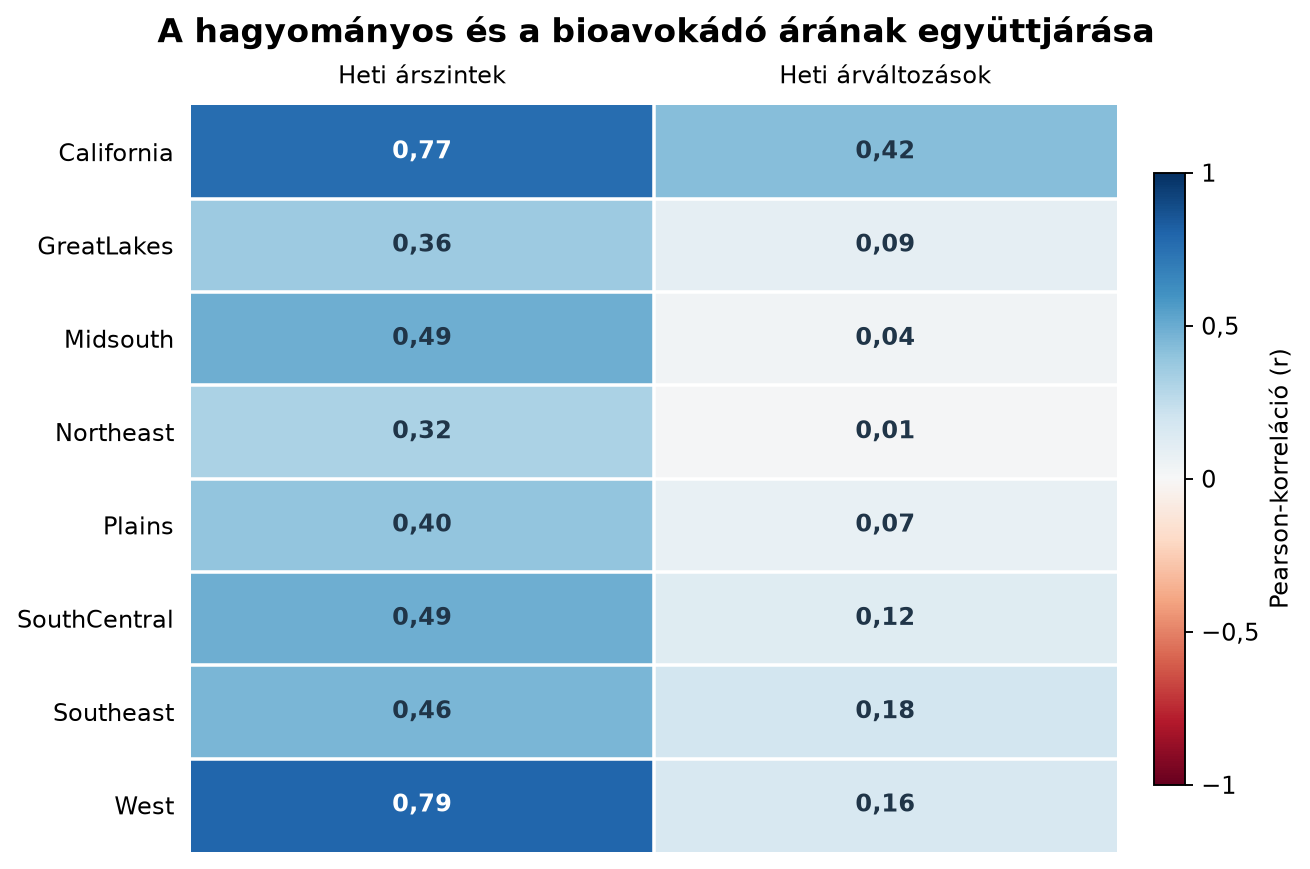 A hagyományos és a bioavokádó árának együttjárása
Heti árszintek Heti árváltozások
California 0,77 0,42
GreatLakes 0,36 0,09
Midsouth 0,49 0,04
Northeast 0,32 0,01
Plains 0,40 0,07
SouthCentral 0,49 0,12
Southeast 0,46 0,18
West 0,79 0,16
1
0,5
0
−0,5
−1
Pearson-korreláció (r)